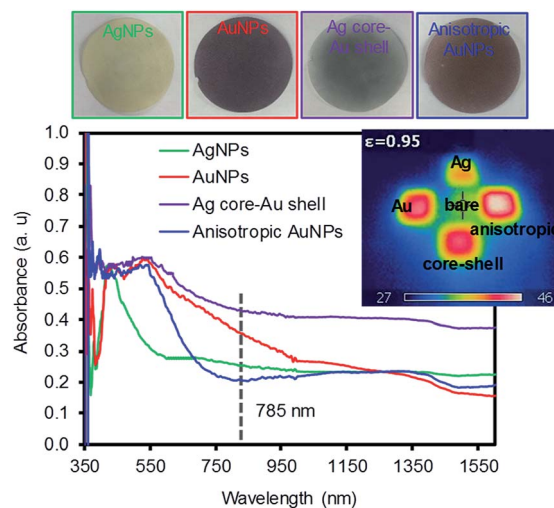 AgNPs
AuNPs
Ag core-
Au shell
Anisotropic
AuNPs
1.0
0.9
0.8
0.7
0.6
0.5
0.4
0.3
0.2
0.1
0.0
Absorbance (a. u)
AgNPs
AuNPs
Ag core-Au shell
Anisotropic AuNPs
785 nm
350 550 750 950 1150 1350 1550
Wavelength (nm)
ε=0.95
Ag
Au
bare
anisotropic
core-shell
27 46